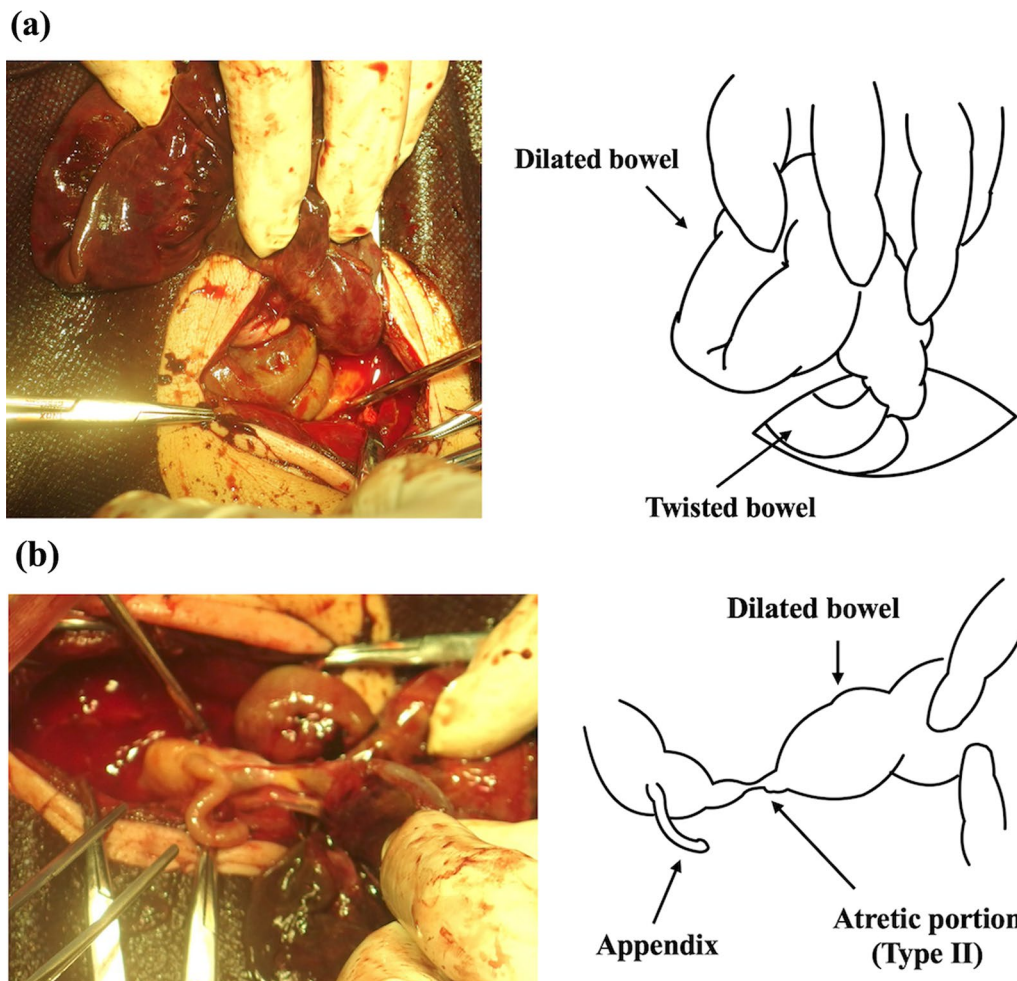 (a)
Dilated bowel
Twisted bowel
(b)
Dilated bowel
Appendix
Atretic portion
(Type II)